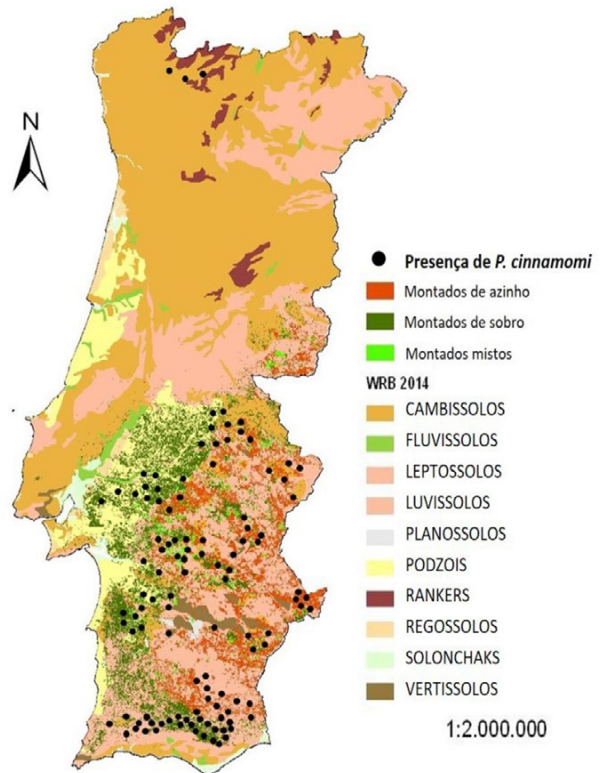 N
Presença de P. cinnamomi
Montados de azinho
Montados de sobro
Montados mistos
WRB 2014
CAMBISSOLOS
FLUVISSOLOS
LEPTOSSOLOS
LUVISSOLOS
PLANOSSOLOS
PODZOIS
RANKERS
REGOSSOLOS
SOLONCHAKS
VERTISSOLOS
1:2.000.000